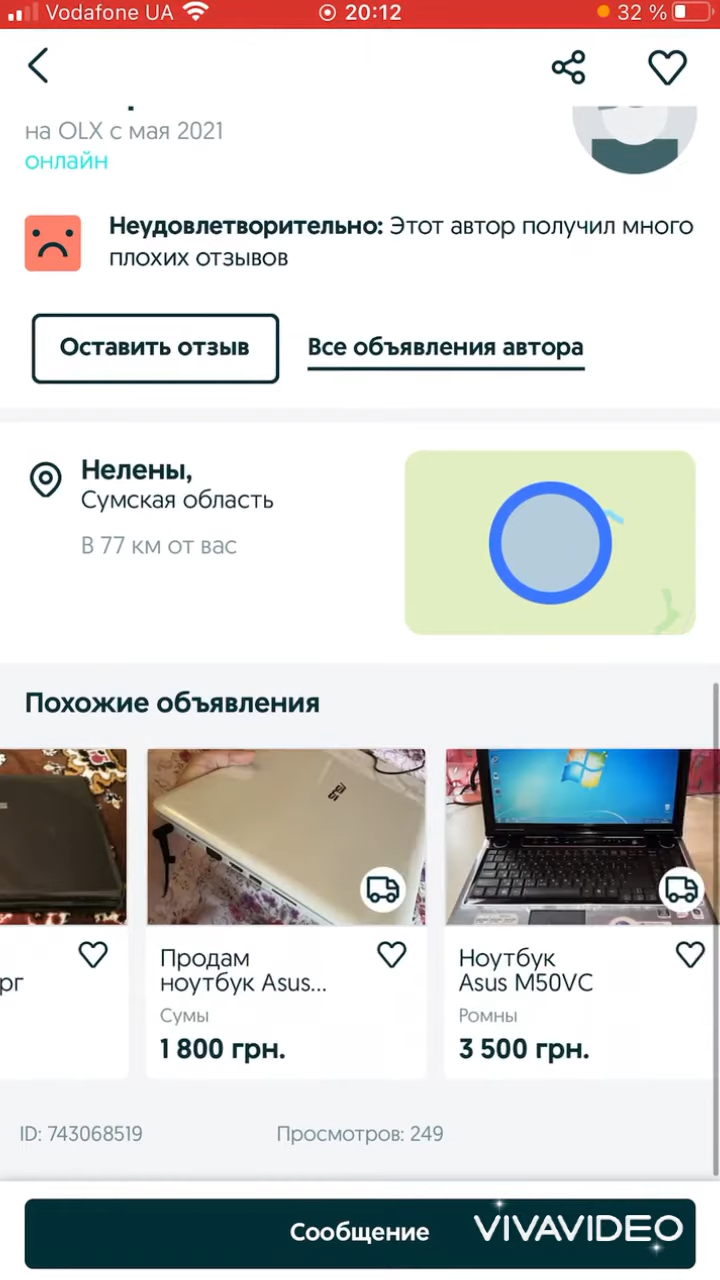 Vodafone UA 20:12 32 %
на OLX с мая 2021
онлайн
Неудовлетворительно: Этот автор получил много
плохих отзывов
Оставить отзыв Все объявления автора
Нелены,
Сумская область
В 77 км от вас
Похожие объявления
рг
Продам
ноутбук Asus...
Сумы
1 800 грн.
Ноутбук
Asus M50VC
Ромны
3 500 грн.
ID: 743068519 Просмотров: 249
Сообщение
VIVAVIDEO